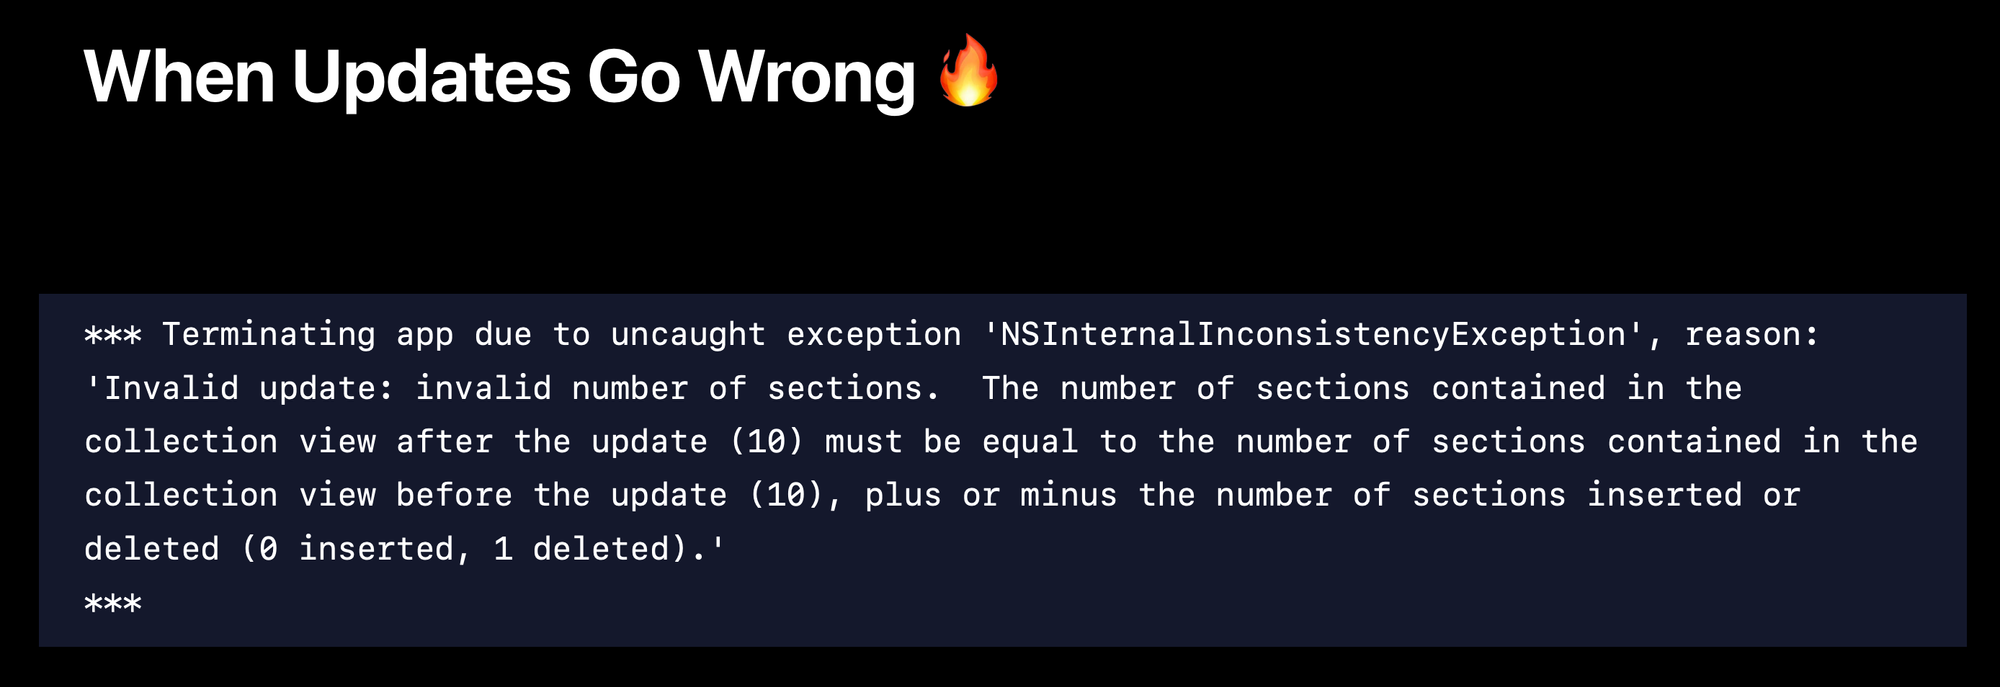 When Updates Go Wrong 🔥
*** Terminating app due to uncaught exception 'NSInternalInconsistencyException', reason:
'Invalid update: invalid number of sections.  The number of sections contained in the
collection view after the update (10) must be equal to the number of sections contained in the
collection view before the update (10), plus or minus the number of sections inserted or
deleted (0 inserted, 1 deleted).'
***